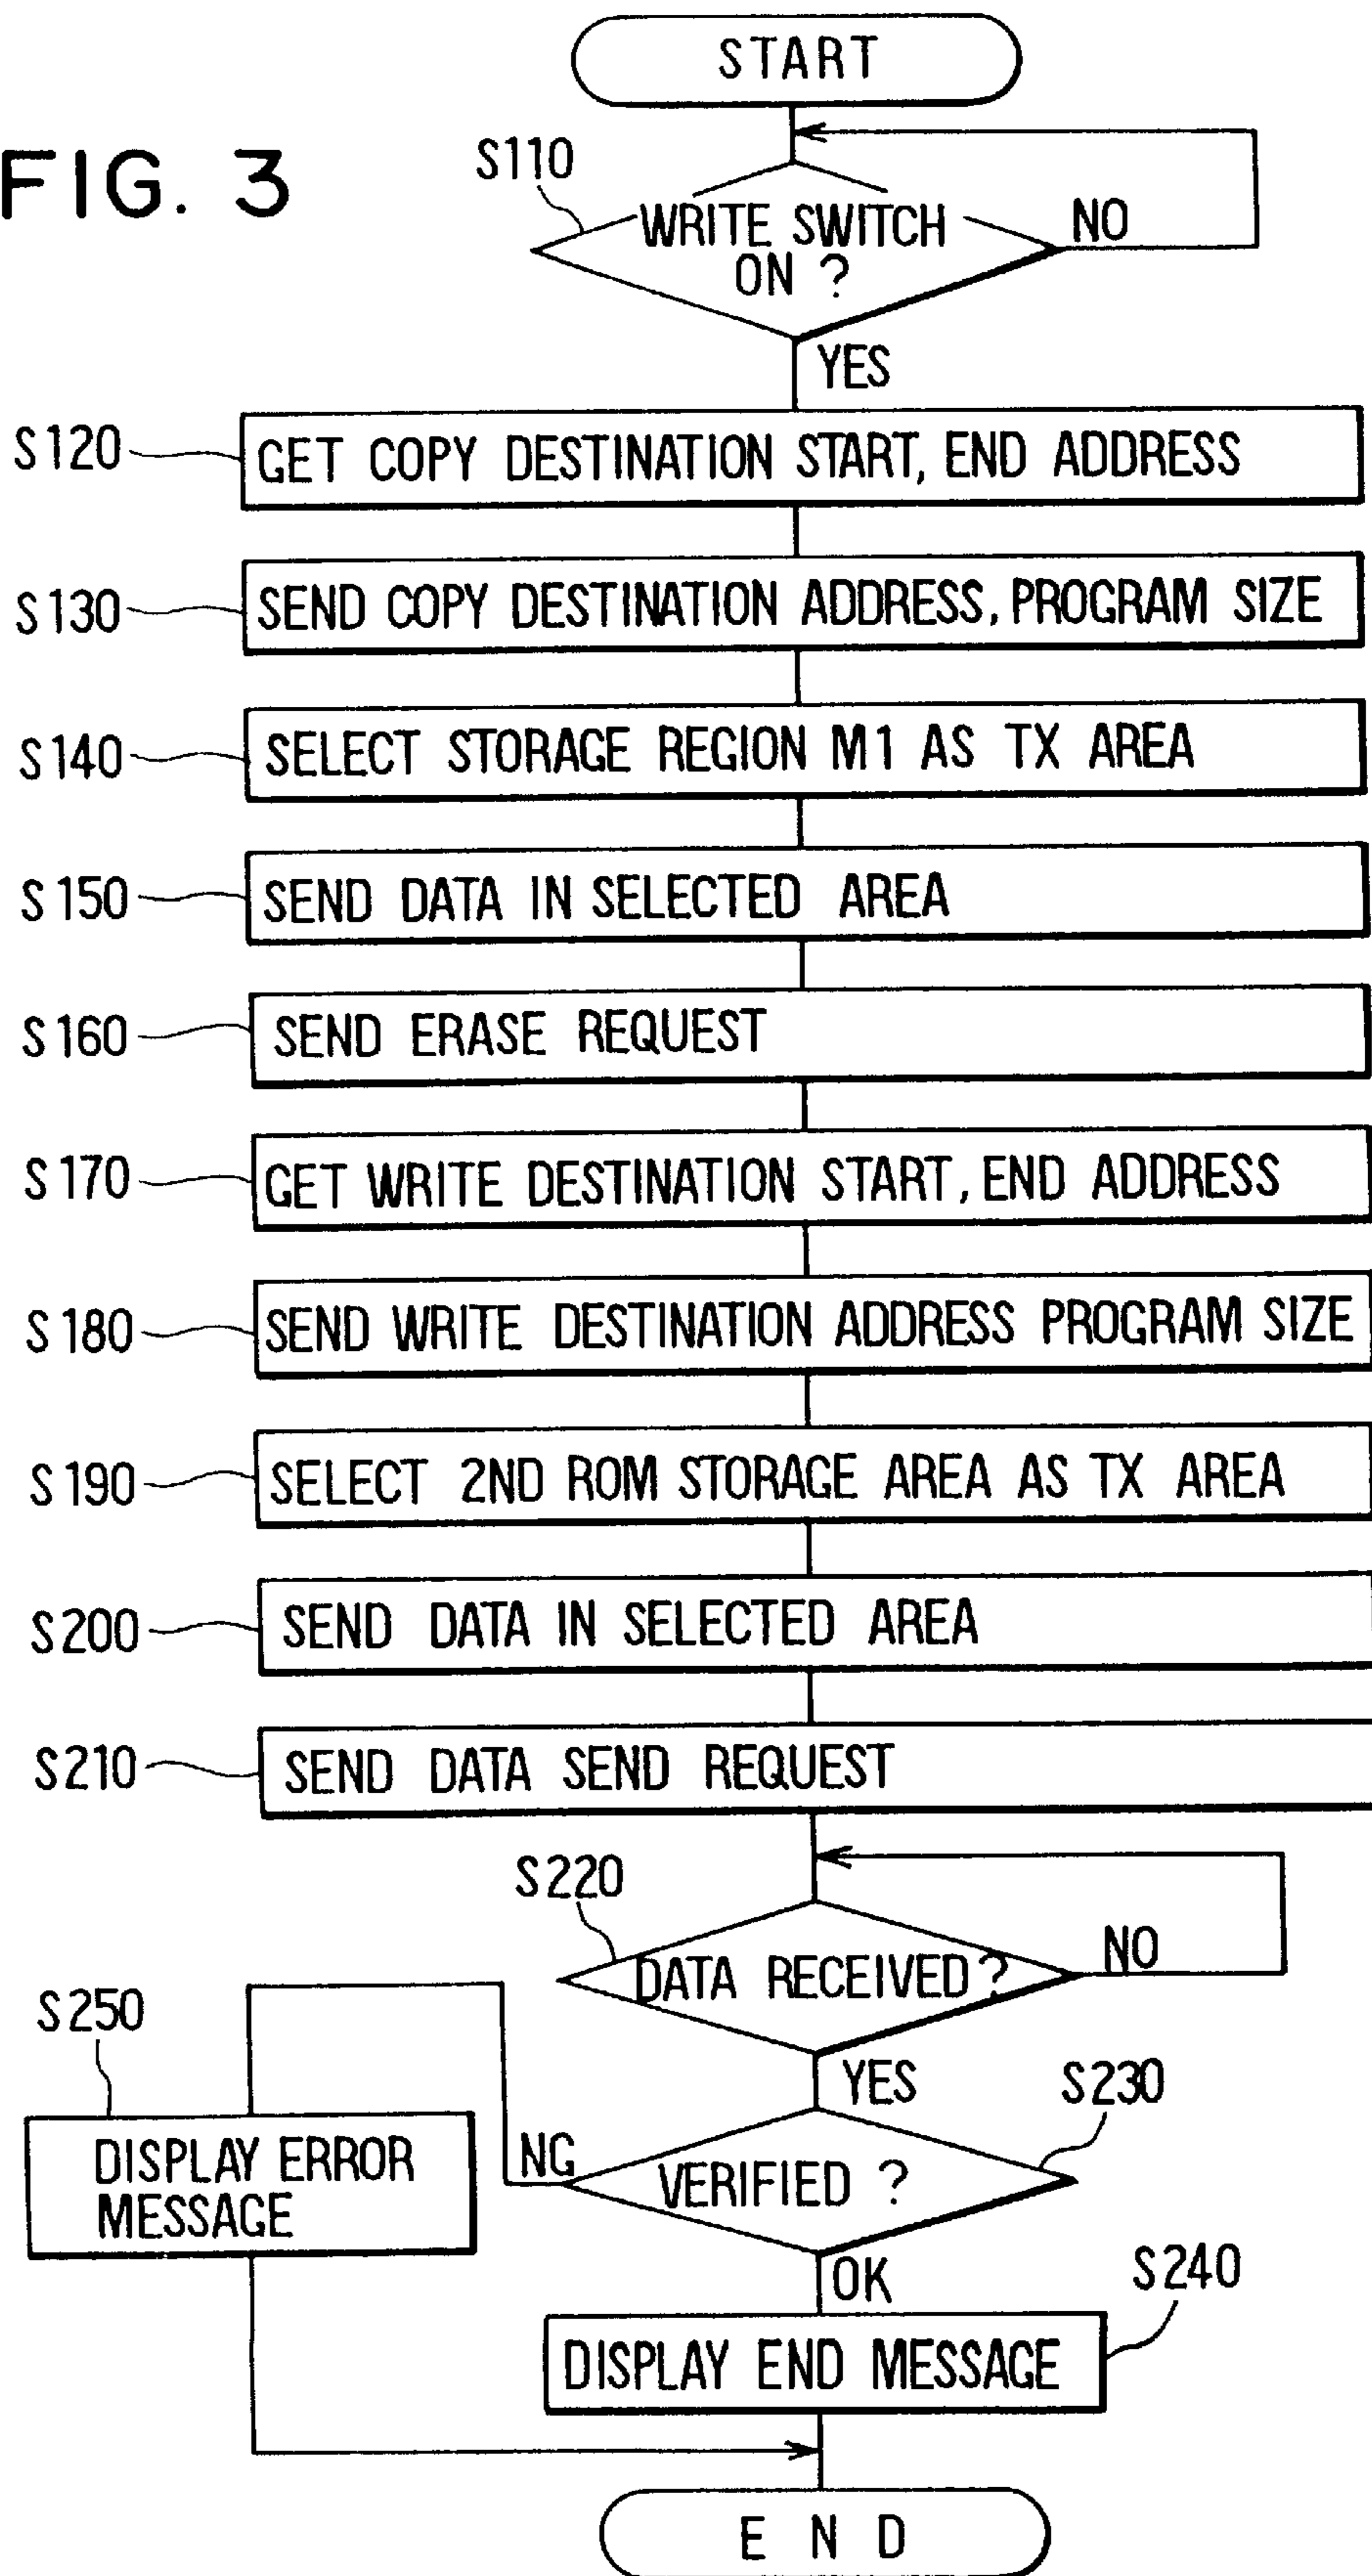 START
FIG. 3
S110
WRITE SWITCH
ON ?
NO
YES
S120
GET COPY DESTINATION START, END ADDRESS
S130
SEND COPY DESTINATION ADDRESS, PROGRAM SIZE
S140
SELECT STORAGE REGION M1 AS TX AREA
S150
SEND DATA IN SELECTED AREA
S160
SEND ERASE REQUEST
S170
GET WRITE DESTINATION START, END ADDRESS
S180
SEND WRITE DESTINATION ADDRESS PROGRAM SIZE
S190
SELECT 2ND ROM STORAGE AREA AS TX AREA
S200
SEND DATA IN SELECTED AREA
S210
SEND DATA SEND REQUEST
S220
DATA RECEIVED ?
NO
YES
S230
VERIFIED ?
NG
S250
DISPLAY ERROR
MESSAGE
OK
S240
DISPLAY END MESSAGE
END